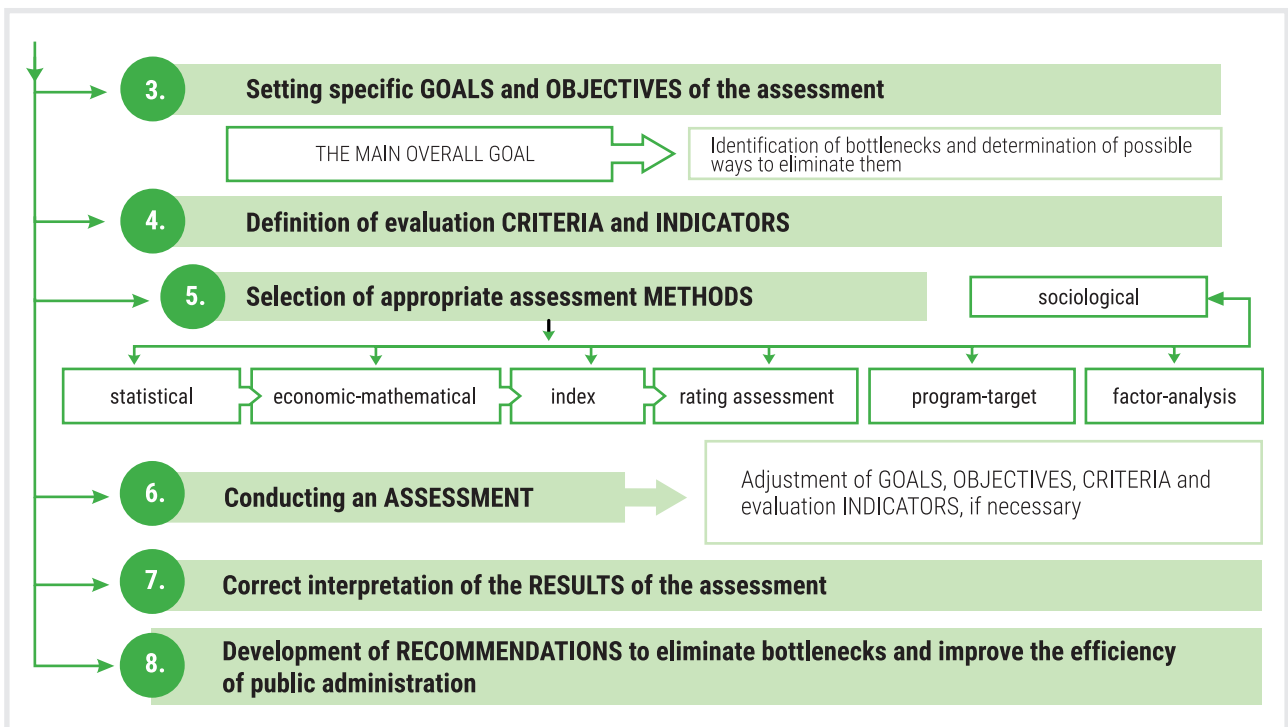 3.
Setting specific GOALS and OBJECTIVES of the assessment
THE MAIN OVERALL GOAL
Identification of bottlenecks and determination of possible
ways to eliminate them
4.
Definition of evaluation CRITERIA and INDICATORS
5.
Selection of appropriate assessment METHODS
sociological
statistical
economic-mathematical
index
rating assessment
program-target
factor-analysis
6.
Conducting an ASSESSMENT
Adjustment of GOALS, OBJECTIVES, CRITERIA and
evaluation INDICATORS, if necessary
7.
Correct interpretation of the RESULTS of the assessment
8.
Development of RECOMMENDATIONS to eliminate bottlenecks and improve the efficiency
of public administration